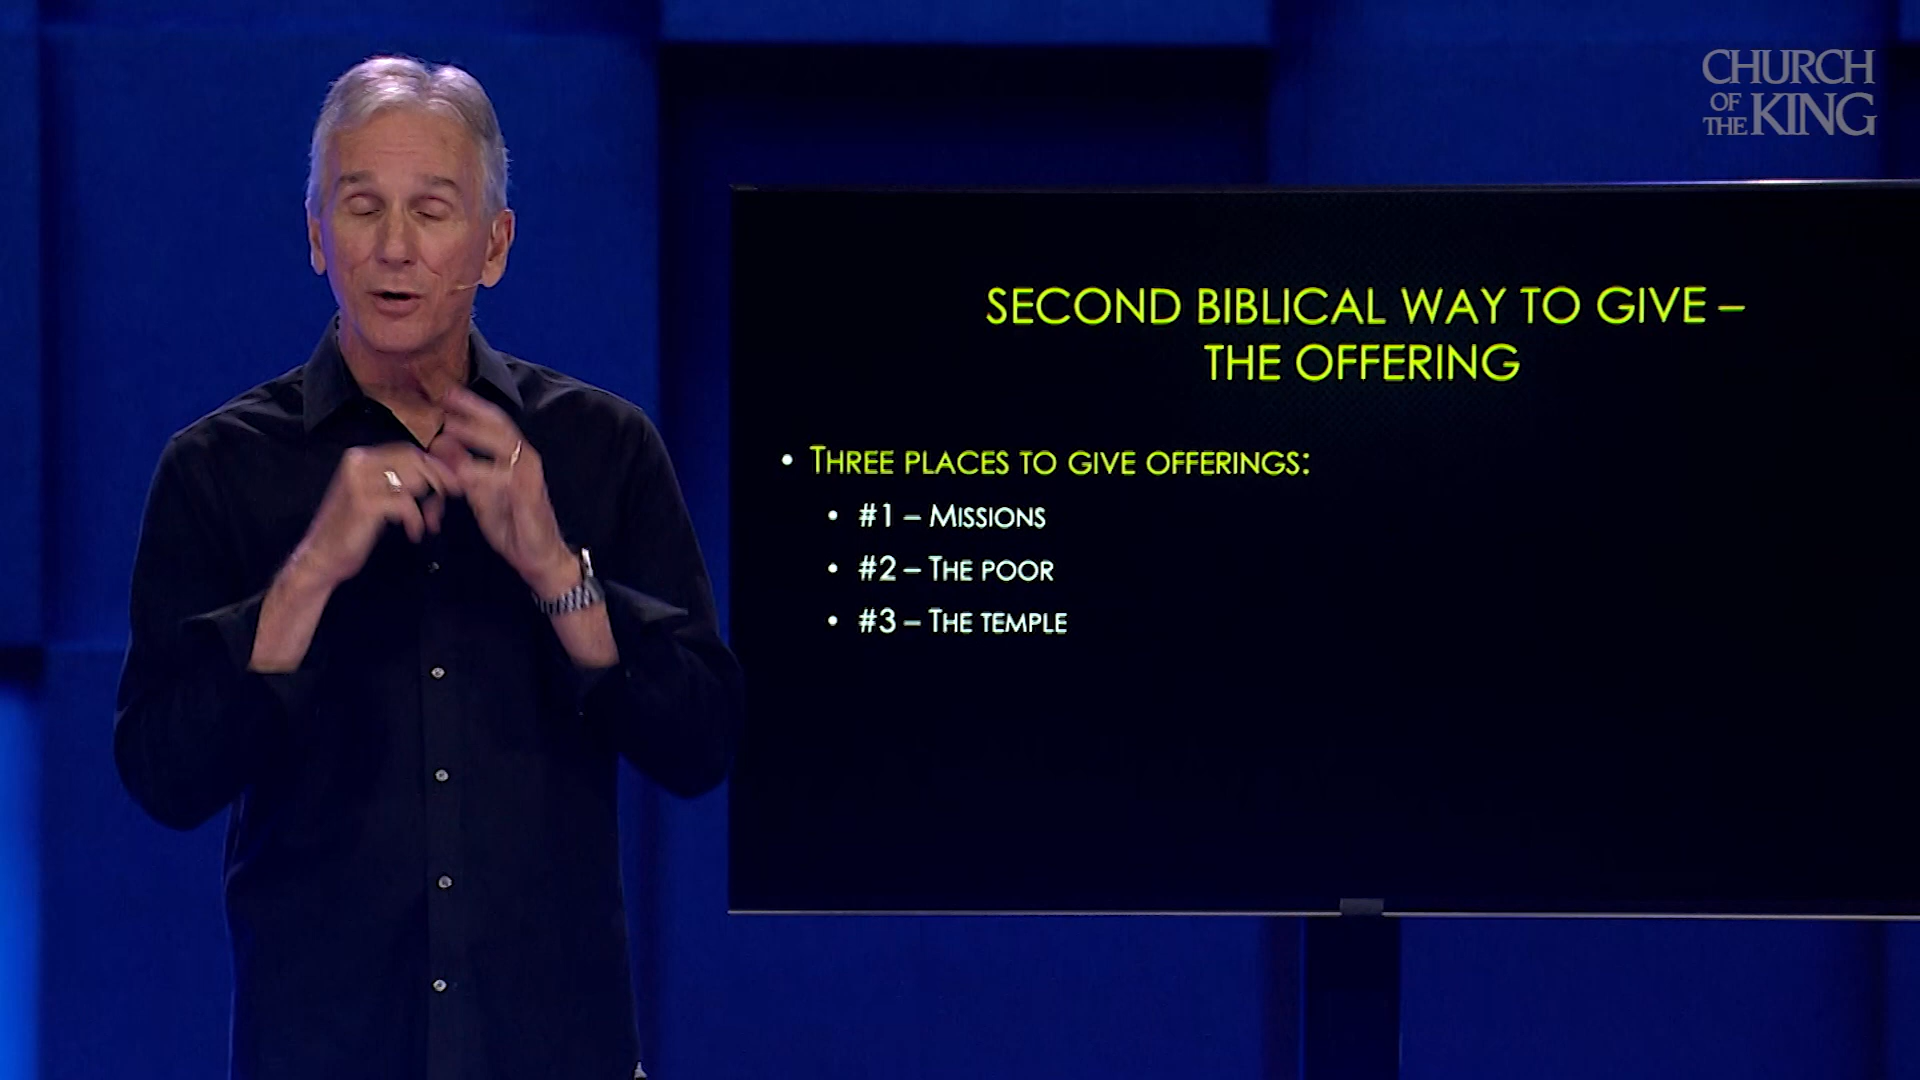 CHURCH
OF
THE KING
SECOND BIBLICAL WAY TO GIVE –
THE OFFERING
• THREE PLACES TO GIVE OFFERINGS:
• #1 – MISSIONS
• #2 – THE POOR
• #3 – THE TEMPLE